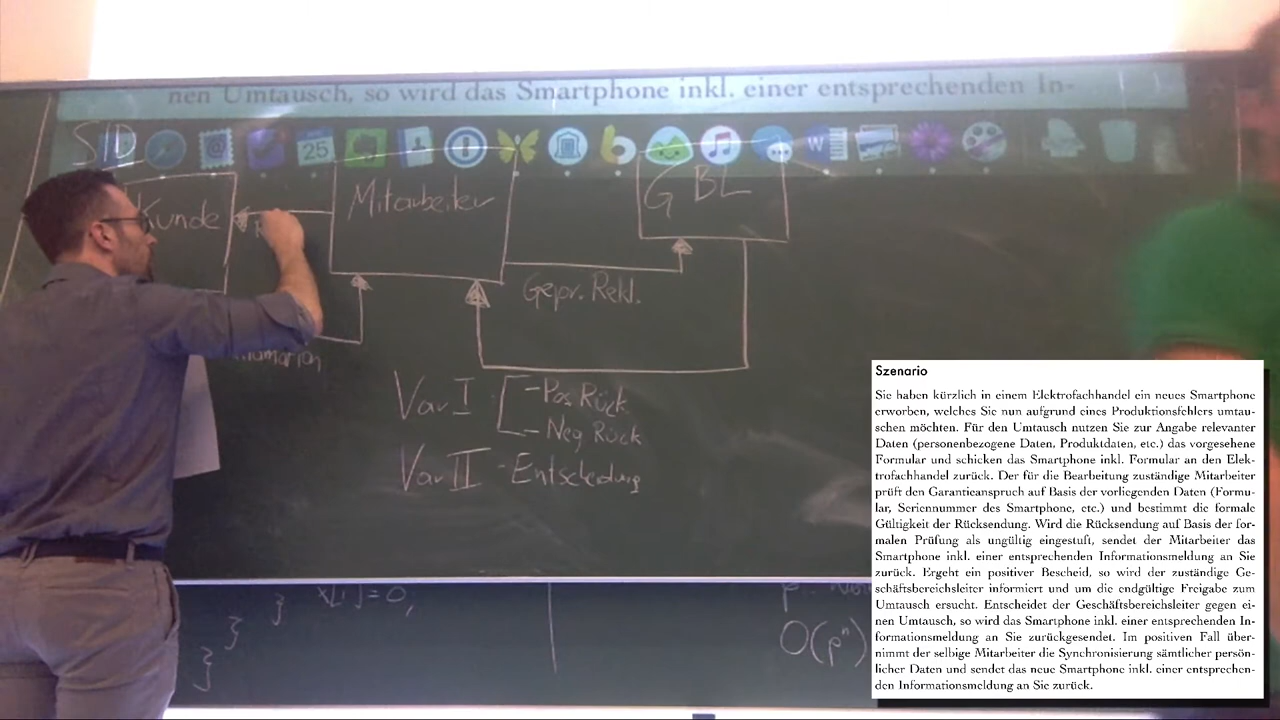 nen Umtausch, so wird das Smartphone inkl. einer entsprechenden In-
SID
25
W
Kunde
Mitarbeiter
GBL
Gepr. Rekl.
Var I - Pos Rück
- Neg Rück
Var II - Entscheidung
} x[i]=0;
}
}
O(pⁿ)
Szenario
Sie haben kürzlich in einem Elektrofachhandel ein neues Smartphone
erworben, welches Sie nun aufgrund eines Produktionsfehlers umtau-
schen möchten. Für den Umtausch nutzen Sie zur Angabe relevanter
Daten (personenbezogene Daten, Produktdaten, etc.) das vorgesehene
Formular und schicken das Smartphone inkl. Formular an den Elek-
trofachhandel zurück. Der für die Bearbeitung zuständige Mitarbeiter
prüft den Garantieanspruch auf Basis der vorliegenden Daten (Formu-
lar, Seriennummer des Smartphone, etc.) und bestimmt die formale
Gültigkeit der Rücksendung. Wird die Rücksendung auf Basis der for-
malen Prüfung als ungültig eingestuft, sendet der Mitarbeiter das
Smartphone inkl. einer entsprechenden Informationsmeldung an Sie
zurück. Ergeht ein positiver Bescheid, so wird der zuständige Ge-
schäftsbereichsleiter informiert und um die endgültige Freigabe zum
Umtausch ersucht. Entscheidet der Geschäftsbereichsleiter gegen ei-
nen Umtausch, so wird das Smartphone inkl. einer entsprechenden In-
formationsmeldung an Sie zurückgesendet. Im positiven Fall über-
nimmt der selbige Mitarbeiter die Synchronisierung sämtlicher persön-
licher Daten und sendet das neue Smartphone inkl. einer entsprechen-
den Informationsmeldung an Sie zurück.